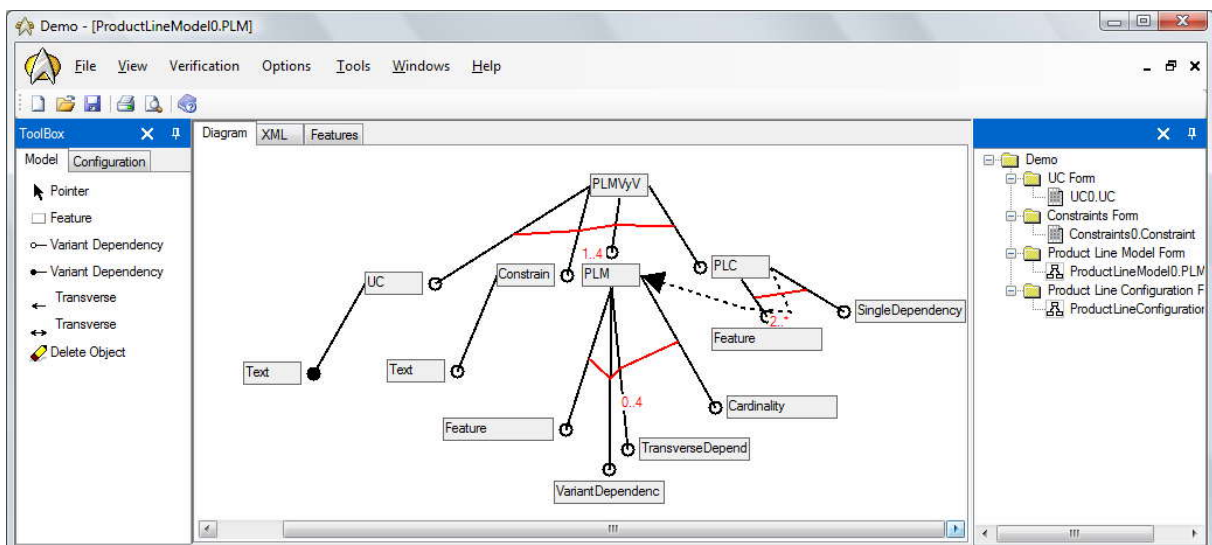 Demo - [ProductLineModel0.PLM]
File View Verification Options Tools Windows Help
ToolBox
Model Configuration
Pointer
Feature
Variant Dependency
Variant Dependency
Transverse
Transverse
Delete Object
Diagram XML Features
PLMVyV
1..4
UC
Constrain
PLM
PLC
SingleDependency
2..*
Feature
Text
Text
0..4
Cardinality
Feature
TransverseDepend
VariantDependenc
Demo
UC Form
UC0.UC
Constraints Form
Constraints0.Constraint
Product Line Model Form
ProductLineModel0.PLM
Product Line Configuration F
ProductLineConfiguration